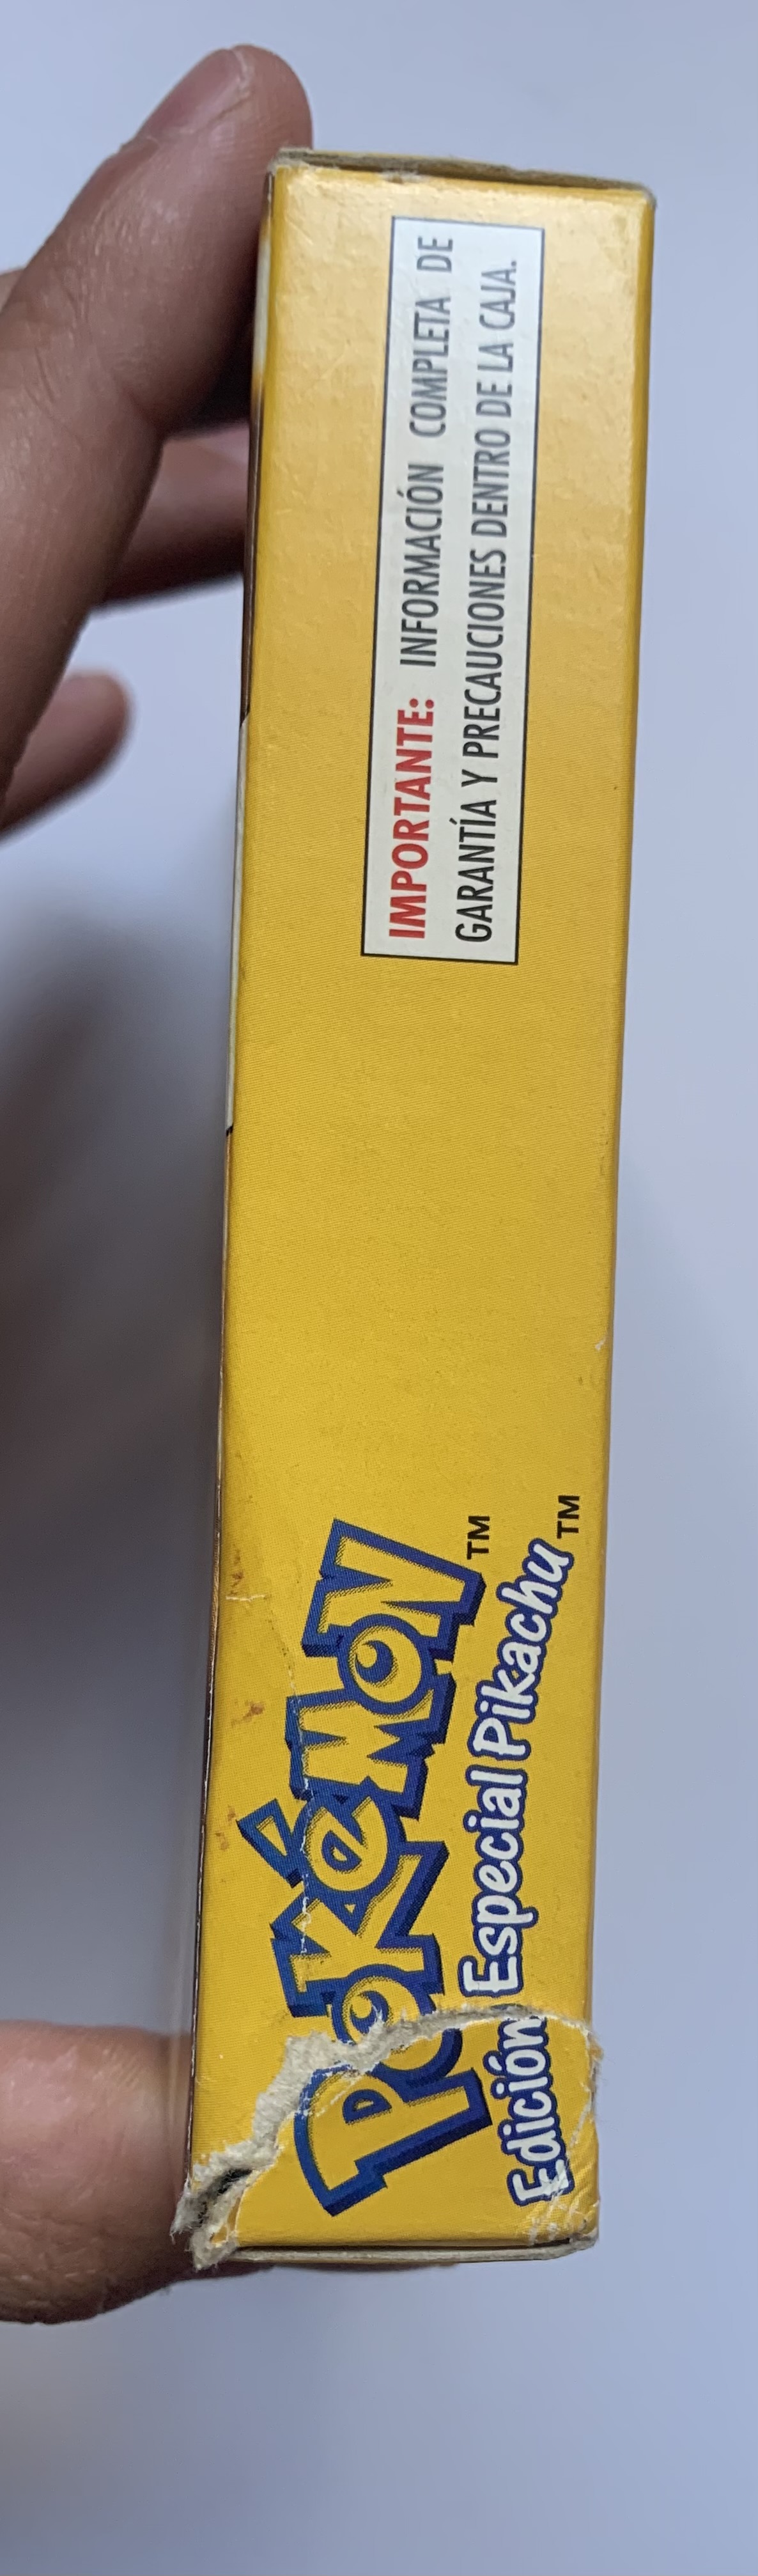 POKéMON™
Edición Especial Pikachu™
IMPORTANTE: INFORMACIÓN COMPLETA DE
GARANTÍA Y PRECAUCIONES DENTRO DE LA CAJA.